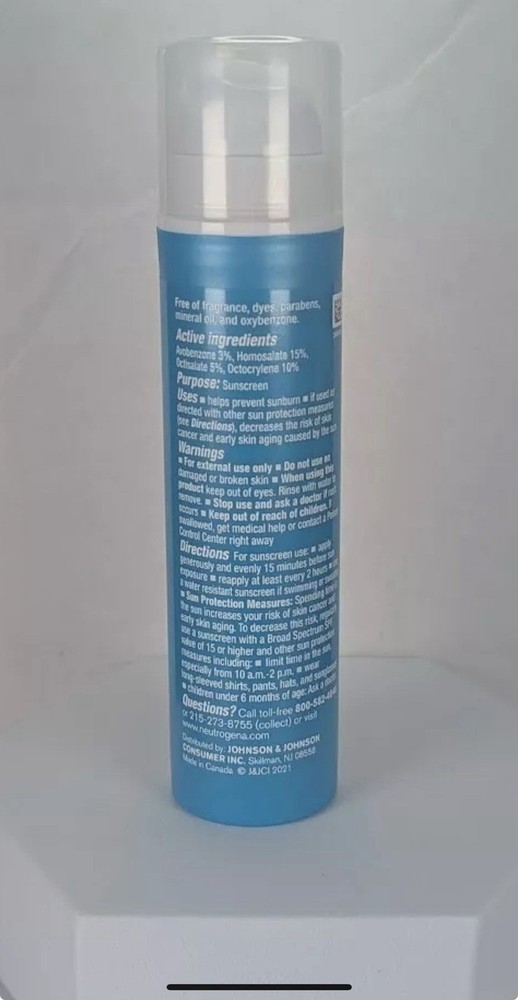 Free of fragrance, dyes, parabens,
mineral oil, and oxybenzone.
Active ingredients
Avobenzone 3%, Homosalate 15%,
Octisalate 5%, Octocrylene 10%
Purpose: Sunscreen
Uses ■ helps prevent sunburn ■ if used
directed with other sun protection measures
(see Directions), decreases the risk of skin
cancer and early skin aging caused by the
Warnings
■ For external use only ■ Do not use on
damaged or broken skin ■ When using this
product keep out of eyes. Rinse with water
remove. ■ Stop use and ask a doctor if
occurs ■ Keep out of reach of children.
swallowed, get medical help or contact a
Control Center right away
Directions For sunscreen use: ■ apply
generously and evenly 15 minutes before
exposure ■ reapply at least every 2 hours ■
a water resistant sunscreen if swimming or
■ Sun Protection Measures: Spending
the sun increases your risk of skin cancer
early skin aging. To decrease this risk,
use a sunscreen with a Broad Spectrum SPF
value of 15 or higher and other sun protection
measures including: ■ limit time in the sun,
especially from 10 a.m.-2 p.m. ■ wear
long-sleeved shirts, pants, hats, and
■ children under 6 months of age: Ask a
Questions? Call toll-free 800-582-
or 215-273-8755 (collect) or visit
www.neutrogena.com
Distributed by: JOHNSON & JOHNSON
CONSUMER INC. Skillman, NJ 08558
Made in Canada © J&JCI 2021